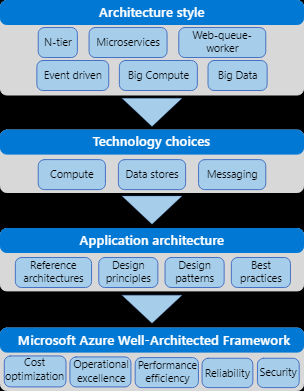 Architecture style
N-tier
Microservices
Web-queue-
worker
Event driven
Big Compute
Big Data
Technology choices
Compute
Data stores
Messaging
Application architecture
Reference
architectures
Design
principles
Design
patterns
Best
practices
Microsoft Azure Well-Architected Framework
Cost
optimization
Operational
excellence
Performance
efficiency
Reliability
Security